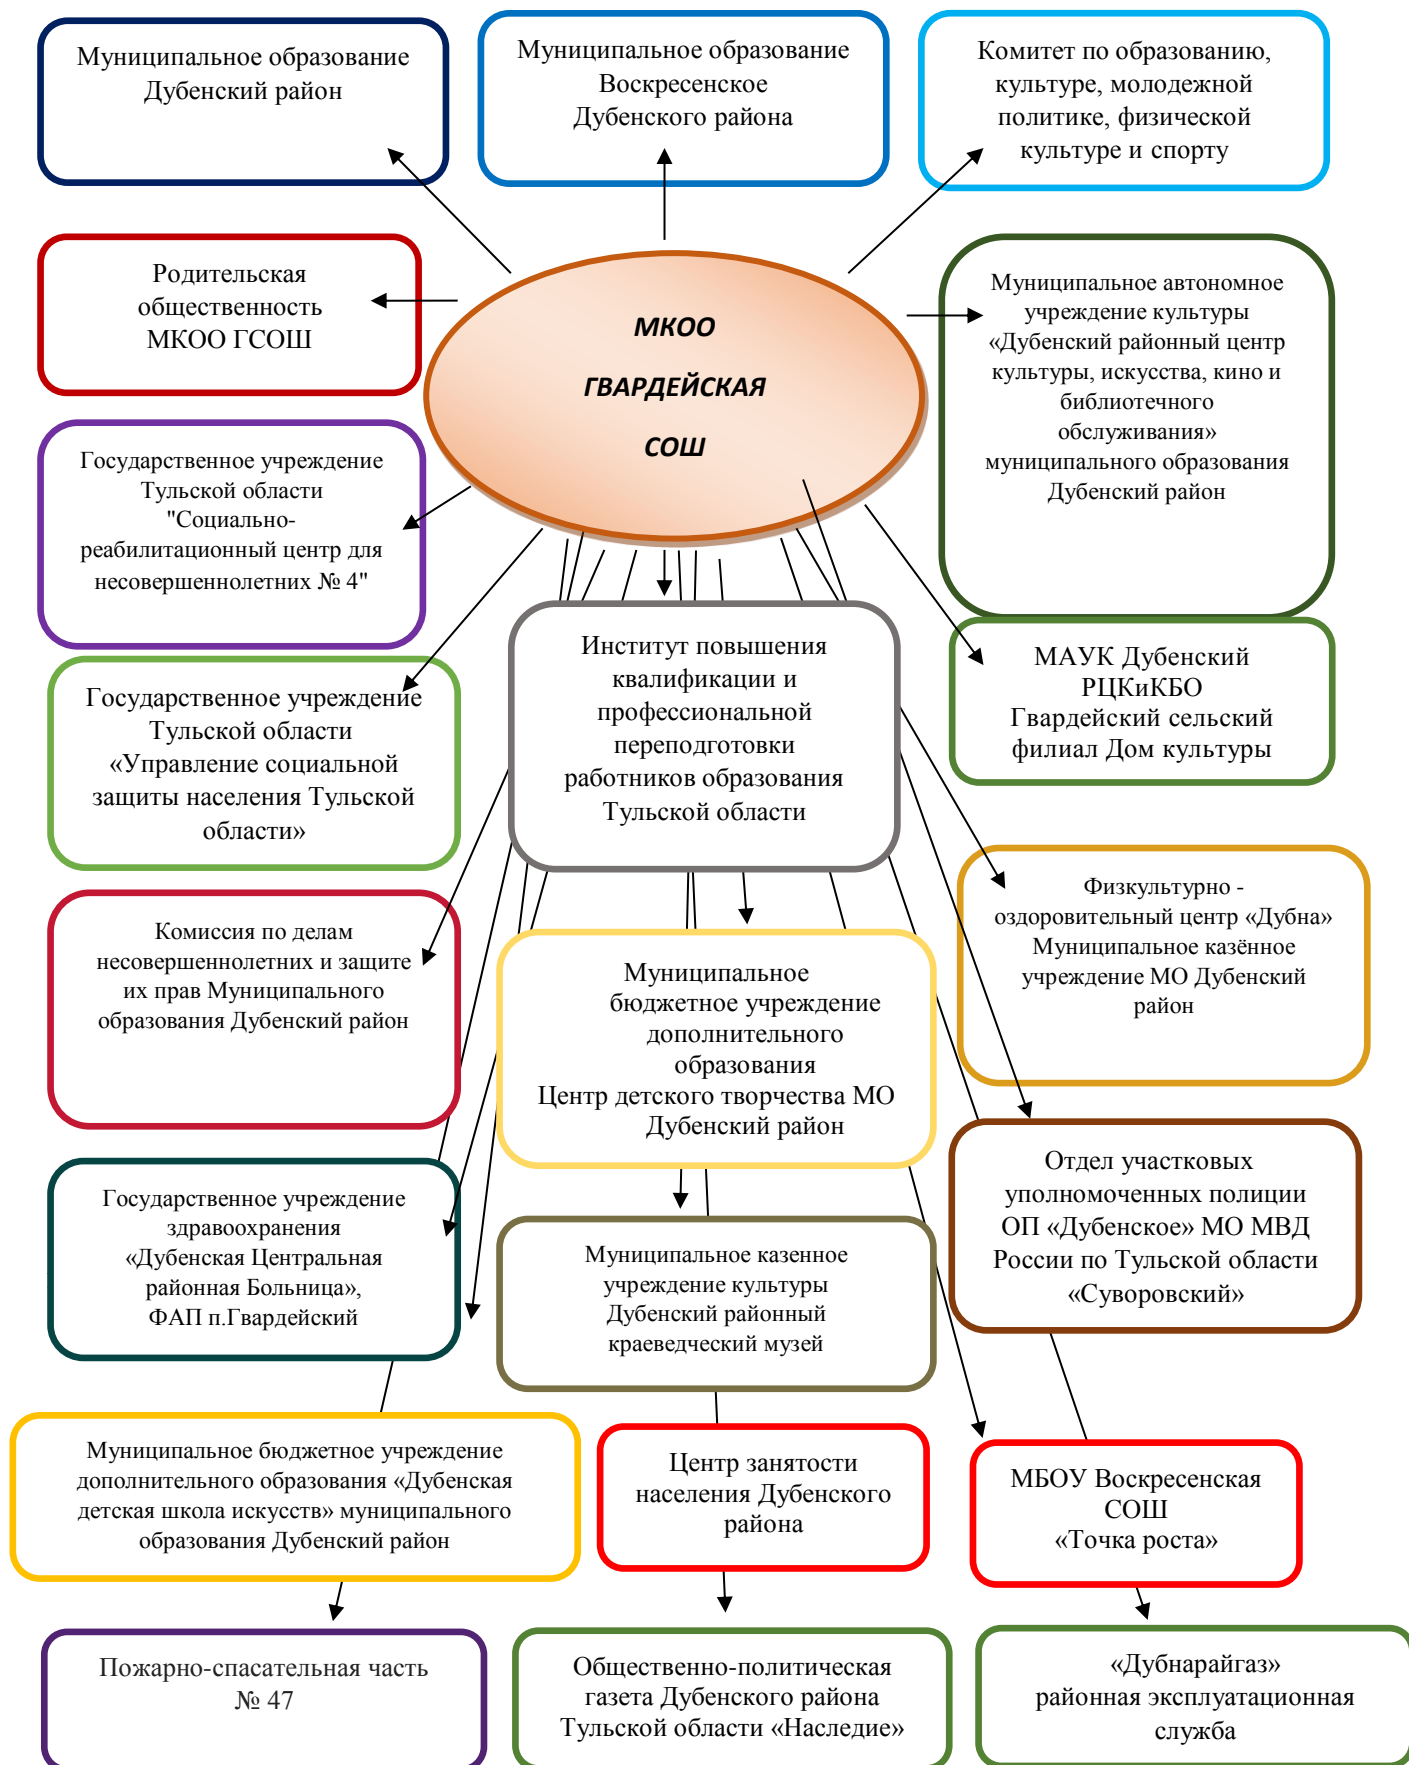 Муниципальное образование
Дубенский район
Муниципальное образование
Воскресенское
Дубенского района
Комитет по образованию,
культуре, молодежной
политике, физической
культуре и спорту
Родительская
общественность
МКОО ГСОШ
МКОО
ГВАРДЕЙСКАЯ
СОШ
Муниципальное автономное
учреждение культуры
«Дубенский районный центр
культуры, искусства, кино и
библиотечного
обслуживания»
муниципального образования
Дубенский район
Государственное учреждение
Тульской области
"Социально-
реабилитационный центр для
несовершеннолетних № 4"
Институт повышения
квалификации и
профессиональной
переподготовки
работников образования
Тульской области
МАУК Дубенский
РЦКиКБО
Гвардейский сельский
филиал Дом культуры
Государственное учреждение
Тульской области
«Управление социальной
защиты населения Тульской
области»
Физкультурно -
оздоровительный центр «Дубна»
Муниципальное казённое
учреждение МО Дубенский
район
Комиссия по делам
несовершеннолетних и защите
их прав Муниципального
образования Дубенский район
Муниципальное
бюджетное учреждение
дополнительного
образования
Центр детского творчества МО
Дубенский район
Отдел участковых
уполномоченных полиции
ОП «Дубенское» МО МВД
России по Тульской области
«Суворовский»
Государственное учреждение
здравоохранения
«Дубенская Центральная
районная Больница»,
ФАП п.Гвардейский
Муниципальное казенное
учреждение культуры
Дубенский районный
краеведческий музей
Муниципальное бюджетное учреждение
дополнительного образования «Дубенская
детская школа искусств» муниципального
образования Дубенский район
Центр занятости
населения Дубенского
района
МБОУ Воскресенская
СОШ
«Точка роста»
Пожарно-спасательная часть
№ 47
Общественно-политическая
газета Дубенского района
Тульской области «Наследие»
«Дубнарайгаз»
районная эксплуатационная
служба